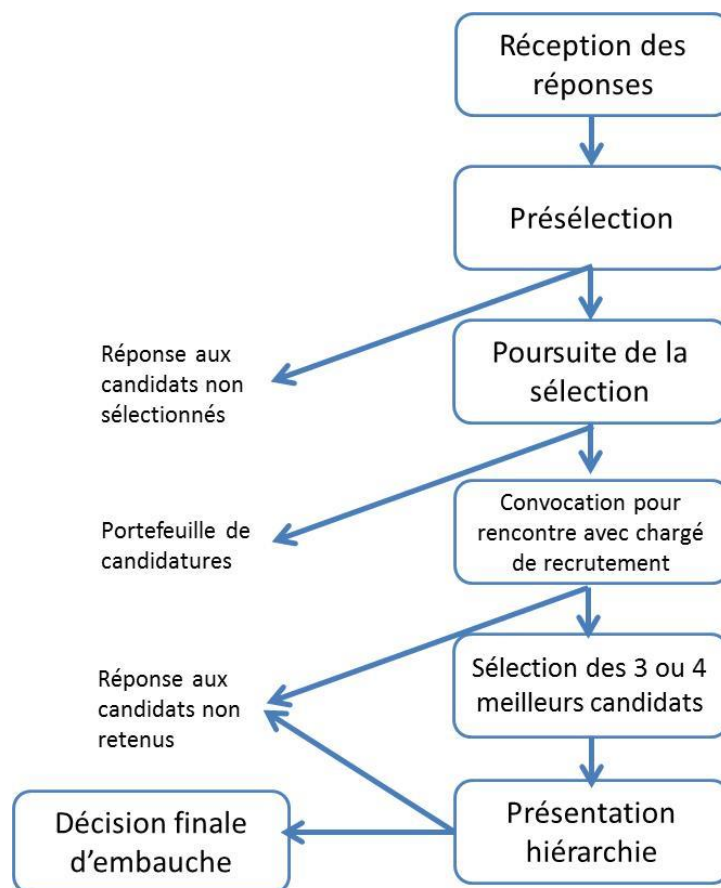 Réception des
réponses
Présélection
Réponse aux
candidats non
sélectionnés
Poursuite de la
sélection
Portefeuille de
candidatures
Convocation pour
rencontre avec chargé
de recrutement
Réponse aux
candidats non
retenus
Sélection des 3 ou 4
meilleurs candidats
Décision finale
d'embauche
Présentation
hiérarchie